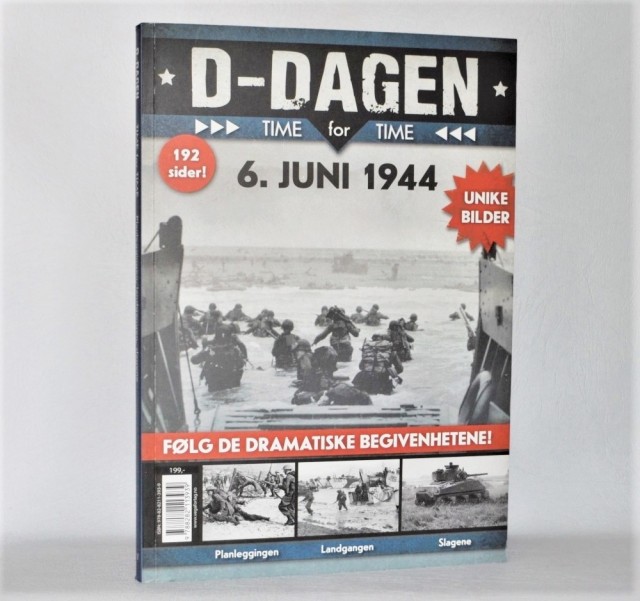 D-DAGEN
TIME for TIME
192
sider!
6. JUNI 1944
UNIKE
BILDER
FØLG DE DRAMATISKE BEGIVENHETENE!
199,-
Planleggingen
Landgangen
Slagene
D-DAGEN